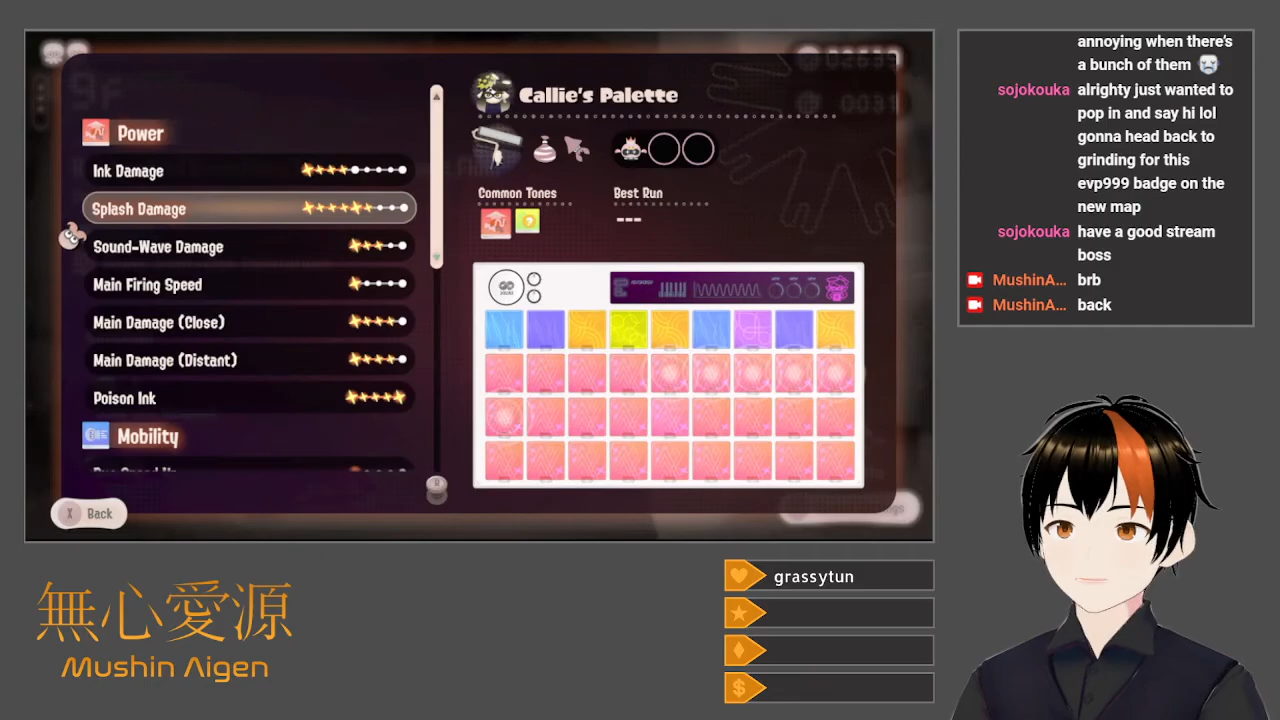 Power
Ink Damage
Splash Damage
Sound-Wave Damage
Main Firing Speed
Main Damage (Close)
Main Damage (Distant)
Poison Ink
Mobility
X Back
R
Callie's Palette
Common Tones
Best Run
---
annoying when there's
a bunch of them
sojokouka alrighty just wanted to
pop in and say hi lol
gonna head back to
grinding for this
evp999 badge on the
new map
sojokouka have a good stream
boss
MushinA... brb
MushinA... back
無心愛源
Mushin Aigen
grassytun